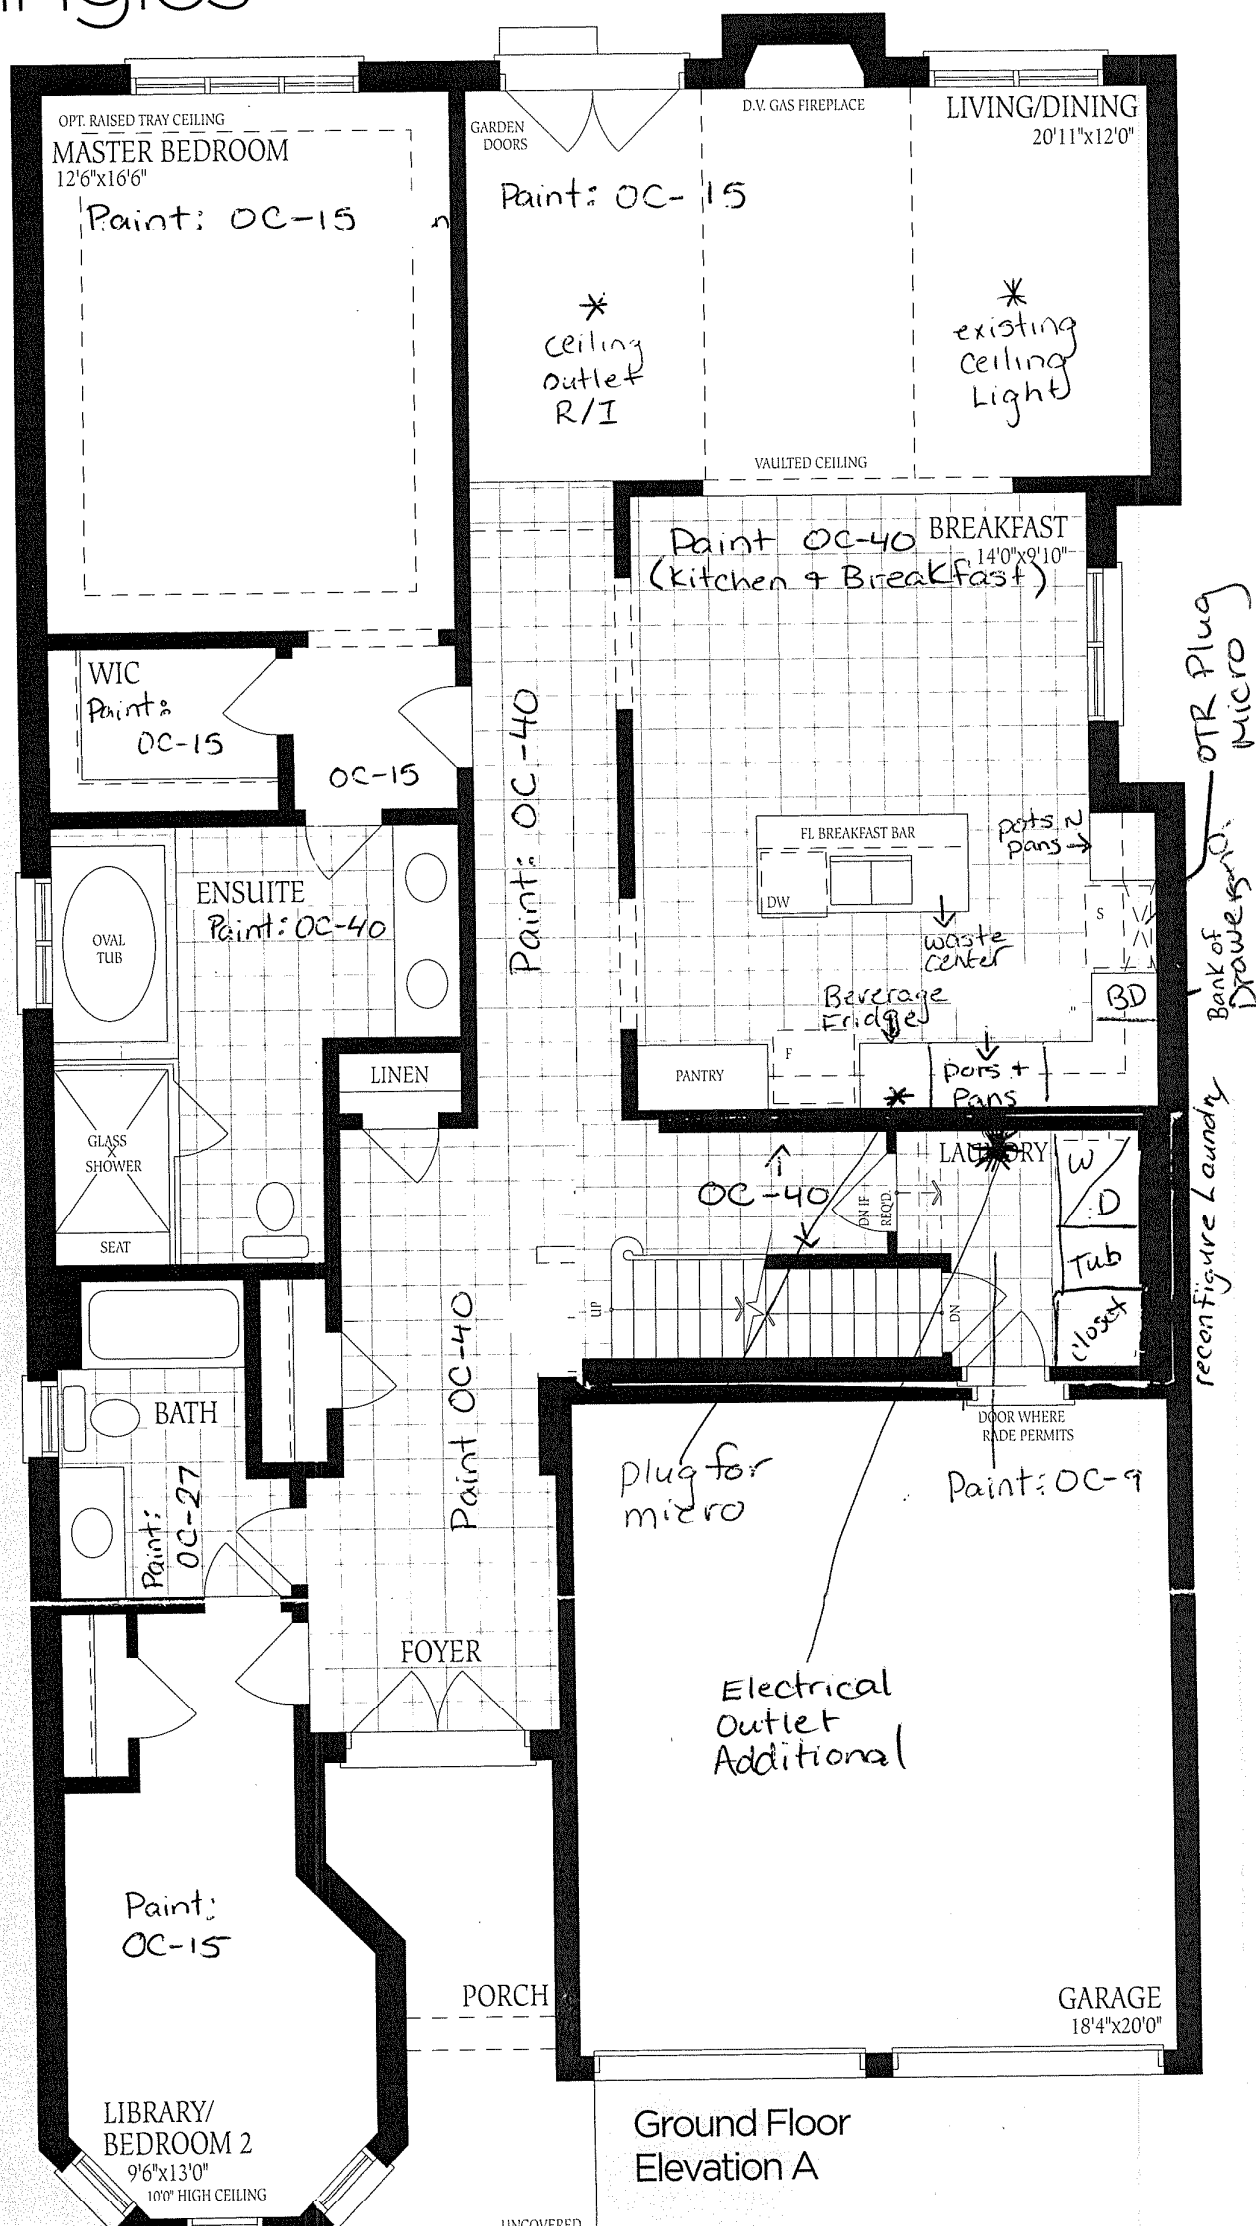 OPT. RAISED TRAY CEILING
MASTER BEDROOM
12'6"x16'6"
Paint: OC-15
GARDEN
DOORS
D.V. GAS FIREPLACE
LIVING/DINING
20'11"x12'0"
Paint: OC-15
*
ceiling
outlet
R/I
*
existing
ceiling
Light
VAULTED CEILING
Paint OC-40
(Kitchen & Breakfast)
BREAKFAST
14'0"x9'10"
OTR Plug
Micro
WIC
Paint:
OC-15
OC-15
Paint: OC-40
FL BREAKFAST BAR
DW
pots n
pans
S
waste
center
BD
Bank of
Drawers
Beverage
Fridge
ENSUITE
Paint: OC-40
OVAL
TUB
PANTRY
F
*
pots +
Pans
LINEN
GLASS
SHOWER
SEAT
OC-40
DN IF
REQ'D.
LAUNDRY
W
D
Tub
Closet
reconfigure Laundry
UP
DN
BATH
Paint:
OC-27
Paint OC-40
DOOR WHERE
GRADE PERMITS
plug for
micro
Paint: OC-9
Electrical
Outlet
Additional
FOYER
Paint:
OC-15
PORCH
GARAGE
18'4"x20'0"
LIBRARY/
BEDROOM 2
9'6"x13'0"
10'0" HIGH CEILING
Ground Floor
Elevation A
UNCOVERED